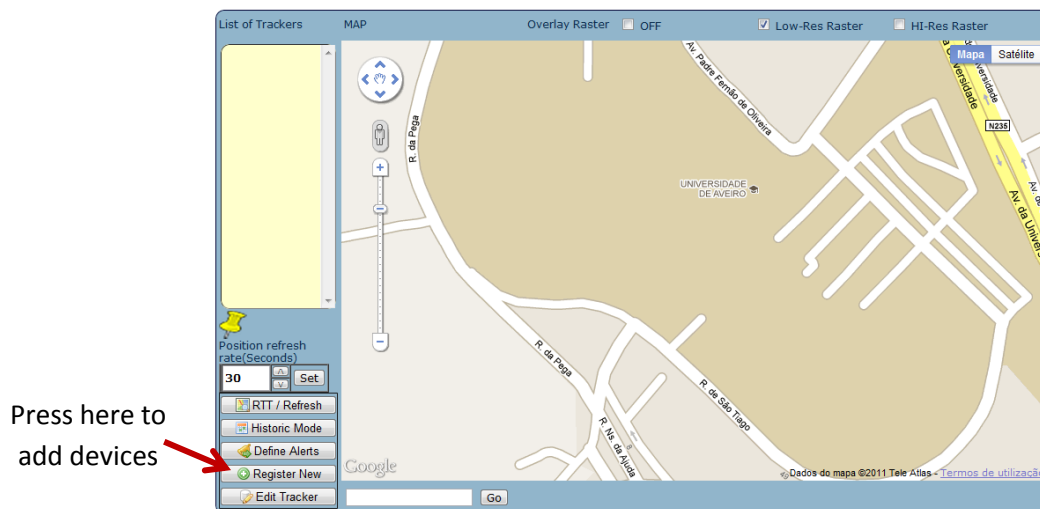 List of Trackers
MAP
Overlay Raster
OFF
Low-Res Raster
HI-Res Raster
Mapa
Satélite
Av. Padre Fernão de Oliveira
R. da Pega
N235
UNIVERSIDADE
DE AVEIRO
Position refresh
rate(Seconds)
30
Set
RTT / Refresh
Historic Mode
Define Alerts
Register New
Edit Tracker
Press here to
add devices
R. da Pega
R. de São Tiago
R. Ns. da Ajuda
Google
Dados do mapa ©2011 Tele Atlas - Termos de utilização
Go